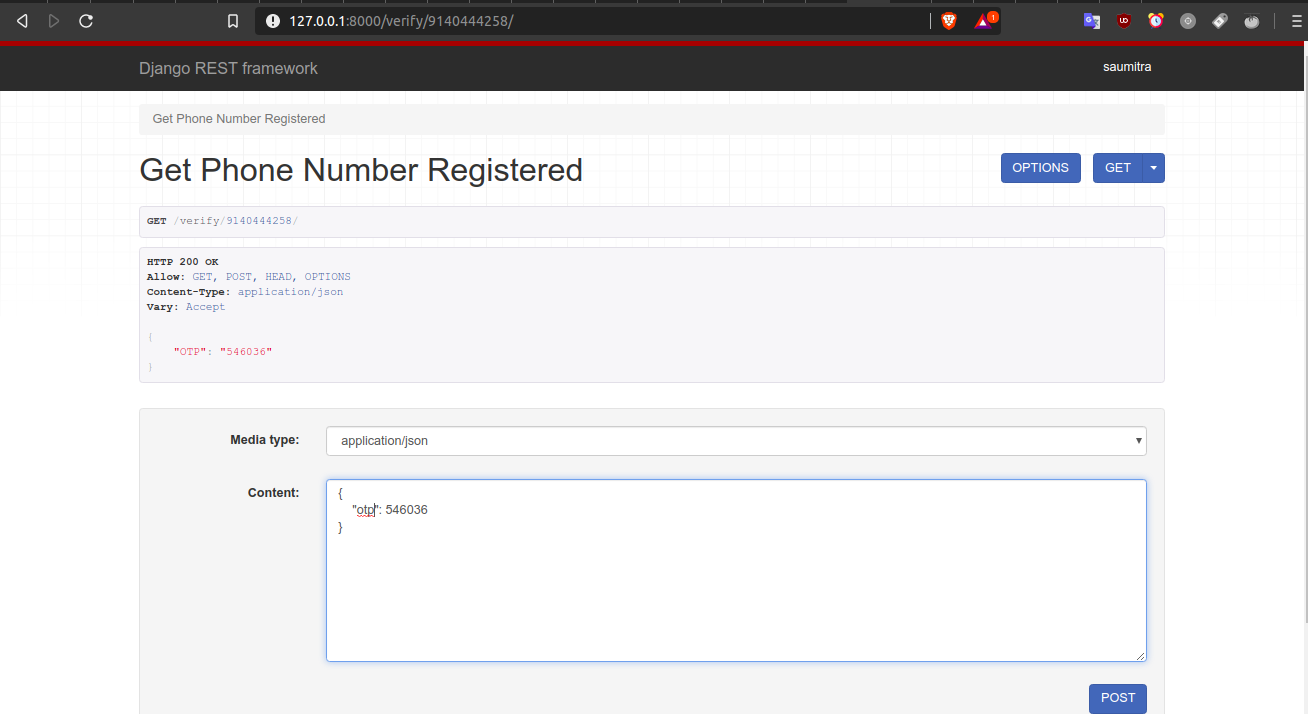 127.0.0.1:8000/verify/9140444258/
1
Django REST framework
saumitra
Get Phone Number Registered
Get Phone Number Registered
OPTIONS
GET
GET /verify/9140444258/
HTTP 200 OK
Allow: GET, POST, HEAD, OPTIONS
Content-Type: application/json
Vary: Accept
{
"OTP": "546036"
}
Media type:
application/json
Content:
{
"otp": 546036
}
POST